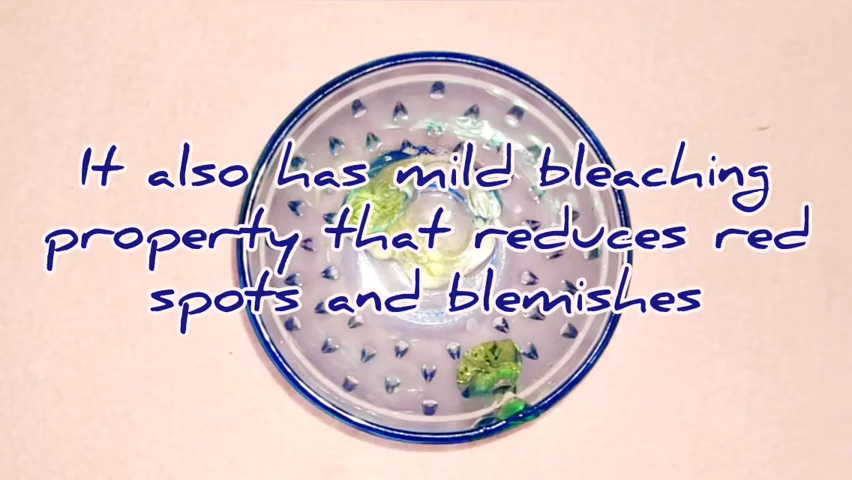 It also has mild bleaching
property that reduces red
spots and blemishes